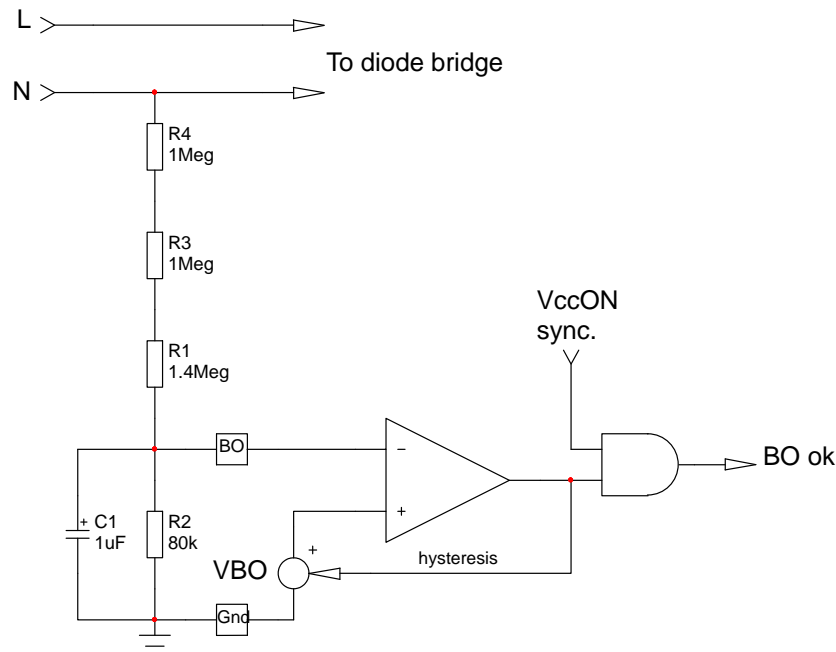 L
To diode bridge
N
R4
1Meg
R3
1Meg
VccON
sync.
R1
1.4Meg
BO
−
BO ok
+
+
C1
1uF
R2
80k
+
VBO
hysteresis
Gnd